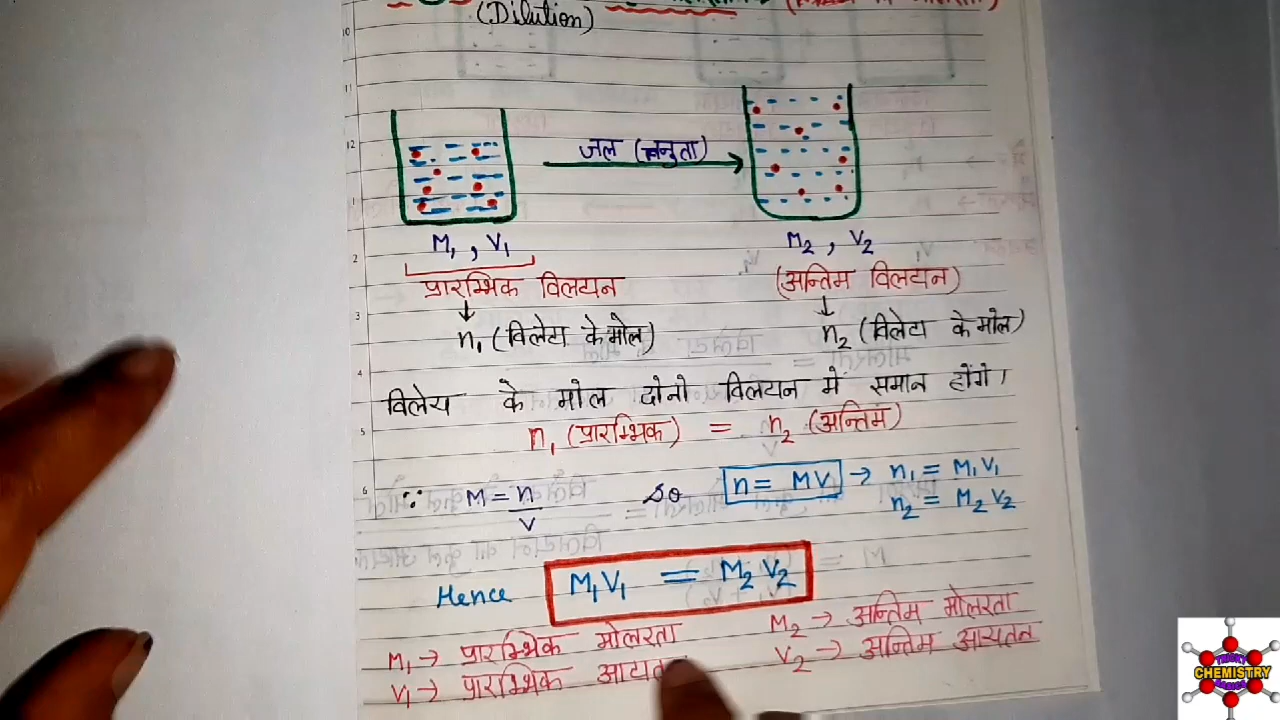 (Dilution)
जल (तनुता)
M₁ , V₁
M₂ , V₂
प्रारम्भिक विलयन
(अन्तिम विलयन)
↓
↓
n₁ (विलेय के मोल)
n₂ (विलेय के मोल)
विलेय के मोल दोनो विलयन में समान होंगे।
n₁ (प्रारम्भिक) = n₂ (अन्तिम)
∵ M = n/V so n = MV → n₁ = M₁V₁
n₂ = M₂V₂
Hence M₁V₁ = M₂V₂
M₁ → प्रारम्भिक मोलरता
V₁ → प्रारम्भिक
M₂ → अन्तिम मोलरता
V₂ → अन्तिम आयतन
TRICKY
CHEMISTRY
BASICS